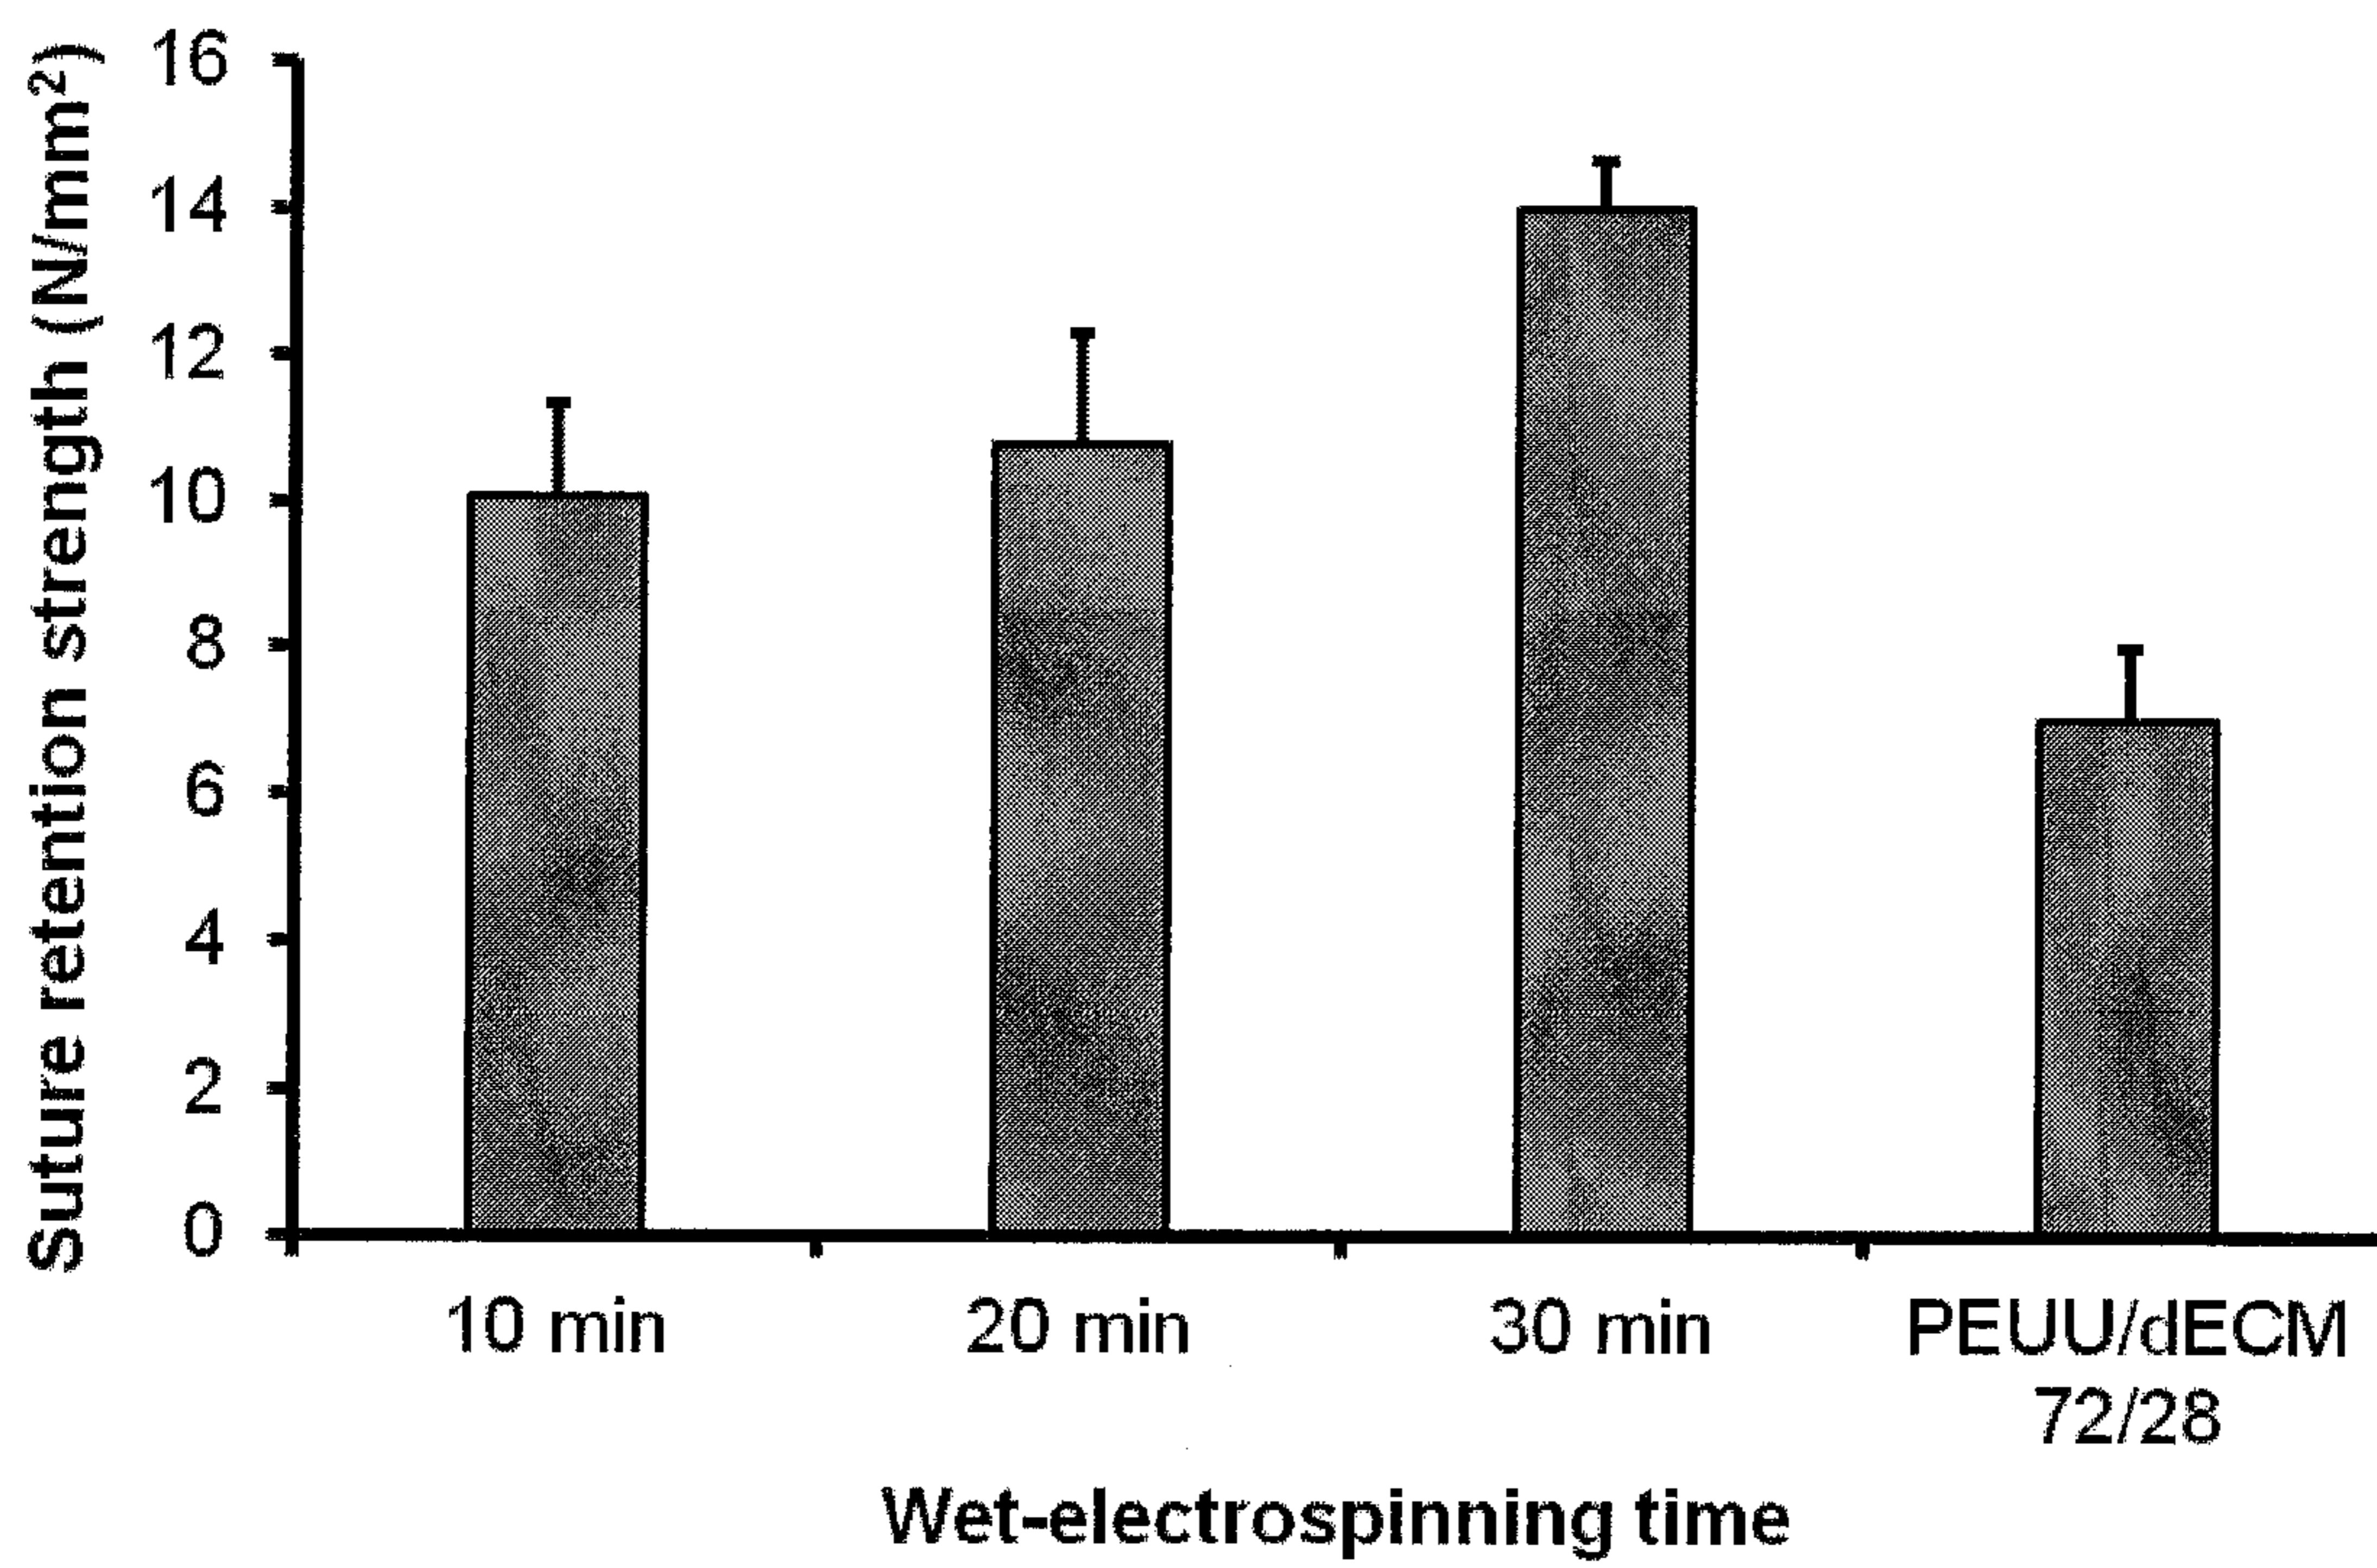 Suture retention strength (N/mm²)
16
14
12
10
8
6
4
2
0
10 min
20 min
30 min
PEUU/dECM
72/28
Wet-electrospinning time